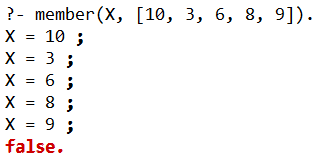 ?- member(X, [10, 3, 6, 8, 9]).
X = 10 ;
X = 3 ;
X = 6 ;
X = 8 ;
X = 9 ;
false.